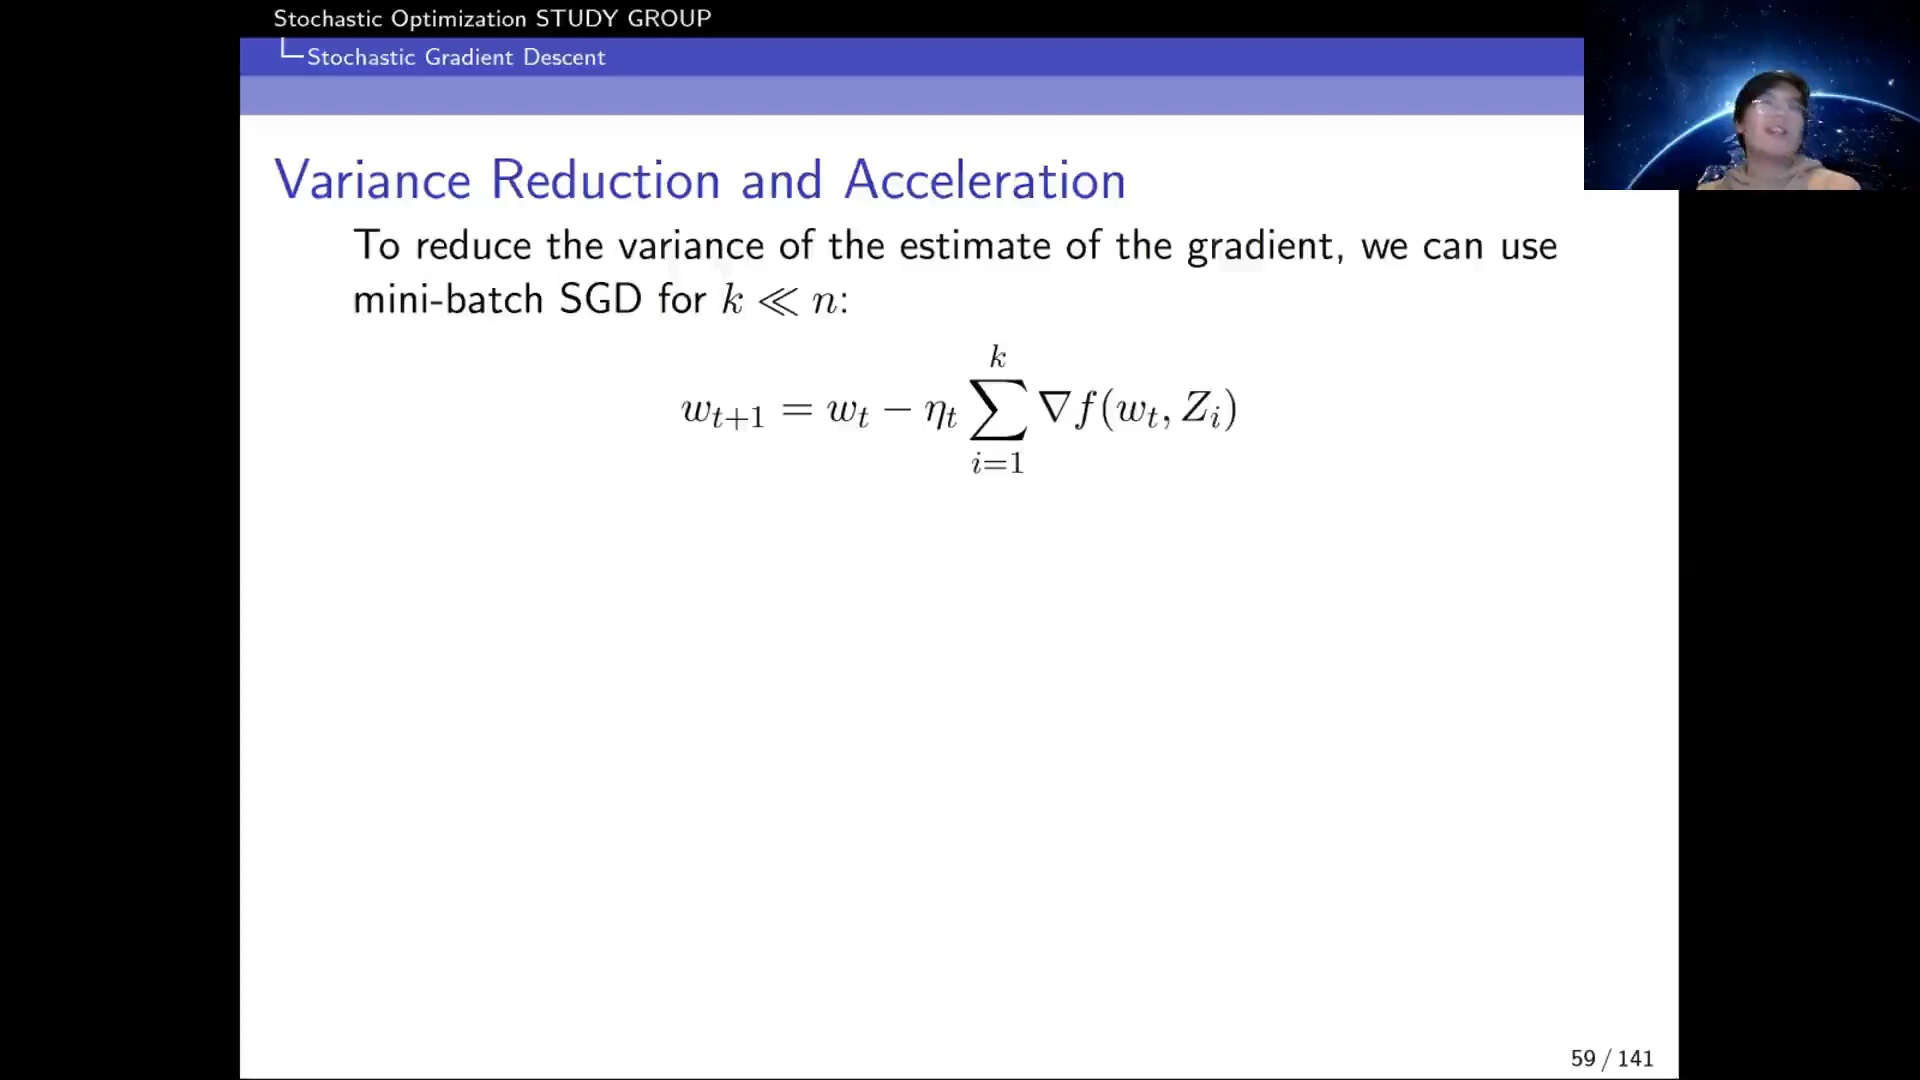 Stochastic Optimization STUDY GROUP
Stochastic Gradient Descent
Variance Reduction and Acceleration
To reduce the variance of the estimate of the gradient, we can use
mini-batch SGD for k ≪ n:
w_{t+1} = w_t − η_t ∑_{i=1}^{k} ∇f(w_t, Z_i)
59 / 141